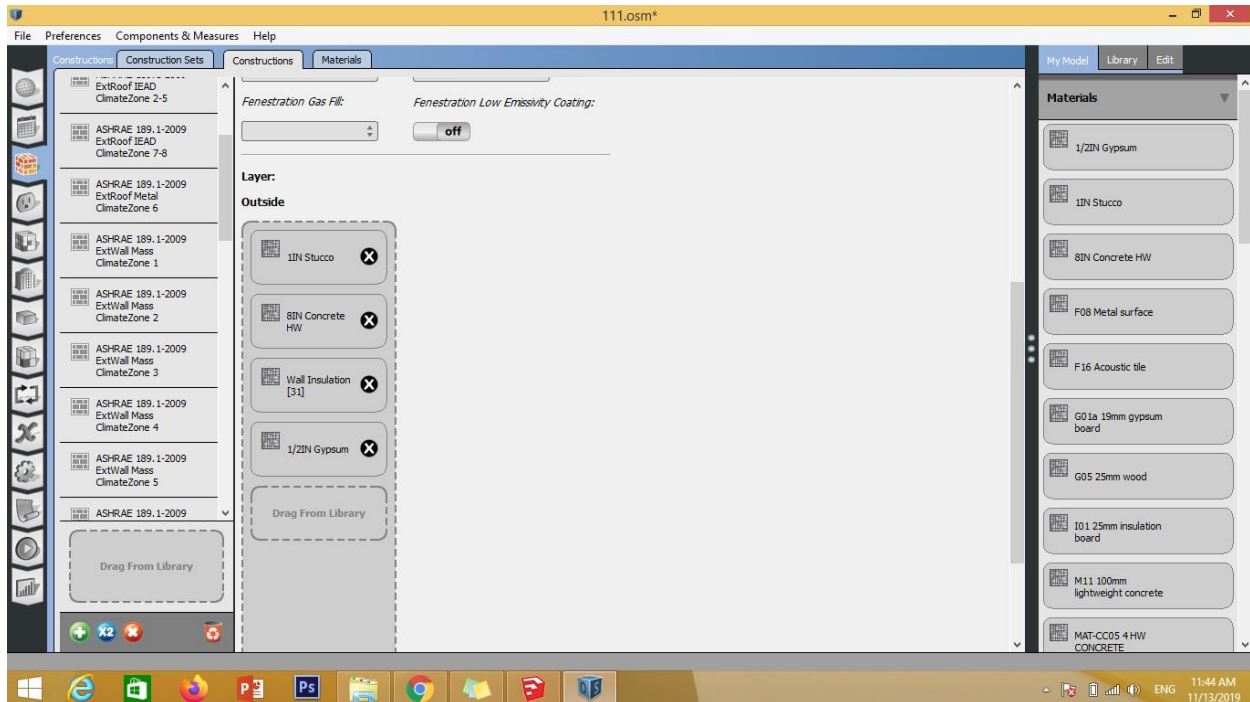 111.osm*
File Preferences Components & Measures Help
Constructions Construction Sets Constructions Materials
My Model Library Edit
ExtRoof IEAD
ClimateZone 2-5
ASHRAE 189.1-2009
ExtRoof IEAD
ClimateZone 7-8
ASHRAE 189.1-2009
ExtRoof Metal
ClimateZone 6
ASHRAE 189.1-2009
ExtWall Mass
ClimateZone 1
ASHRAE 189.1-2009
ExtWall Mass
ClimateZone 2
ASHRAE 189.1-2009
ExtWall Mass
ClimateZone 3
ASHRAE 189.1-2009
ExtWall Mass
ClimateZone 4
ASHRAE 189.1-2009
ExtWall Mass
ClimateZone 5
ASHRAE 189.1-2009
Drag From Library
X2
Fenestration Gas Fill:
Fenestration Low Emissivity Coating:
off
Layer:
Outside
1IN Stucco
8IN Concrete
HW
Wall Insulation
[31]
1/2IN Gypsum
Drag From Library
Materials
1/2IN Gypsum
1IN Stucco
8IN Concrete HW
F08 Metal surface
F16 Acoustic tile
G01a 19mm gypsum
board
G05 25mm wood
I01 25mm insulation
board
M11 100mm
lightweight concrete
MAT-CC05 4 HW
CONCRETE
Ps
ENG
11:44 AM
11/13/2019